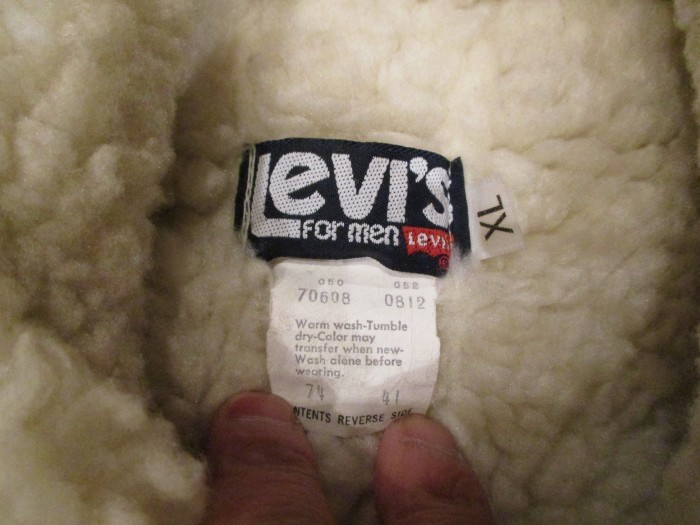 Levi's
for men Levi's
XL
050 052
70608 0812
Warm wash-Tumble
dry-Color may
transfer when new-
Wash alone before
wearing.
74 41
NTENTS REVERSE SIDE